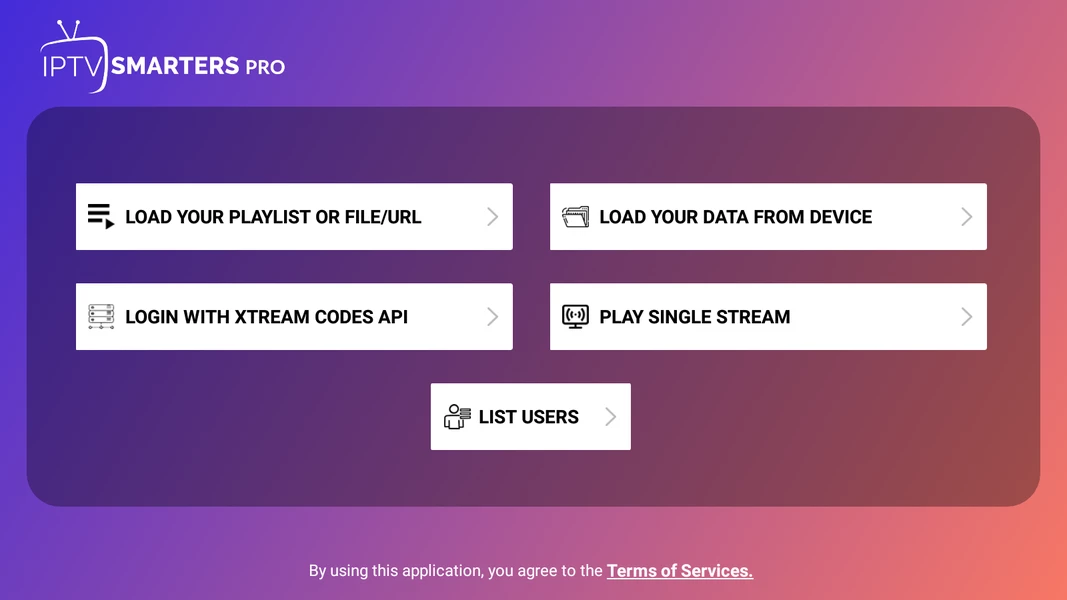 IPTV SMARTERS PRO
LOAD YOUR PLAYLIST OR FILE/URL
LOAD YOUR DATA FROM DEVICE
LOGIN WITH XTREAM CODES API
PLAY SINGLE STREAM
LIST USERS
By using this application, you agree to the Terms of Services.